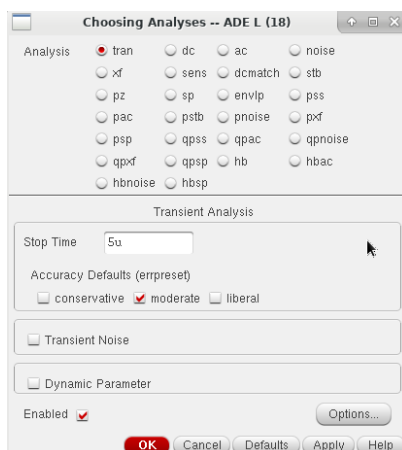 Choosing Analyses -- ADE L (18)
Analysis tran dc ac noise
xf sens dcmatch stb
pz sp envlp pss
pac pstb pnoise pxf
psp qpss qpac qpnoise
qpxf qpsp hb hbac
hbnoise hbsp
Transient Analysis
Stop Time 5u
Accuracy Defaults (errpreset)
conservative moderate liberal
Transient Noise
Dynamic Parameter
Enabled Options...
OK Cancel Defaults Apply Help